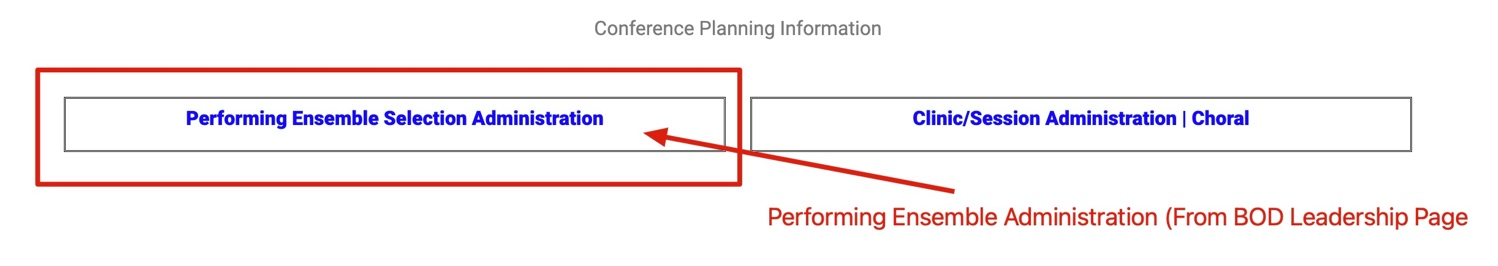 Conference Planning Information
Performing Ensemble Selection Administration
Clinic/Session Administration | Choral
Performing Ensemble Administration (From BOD Leadership Page